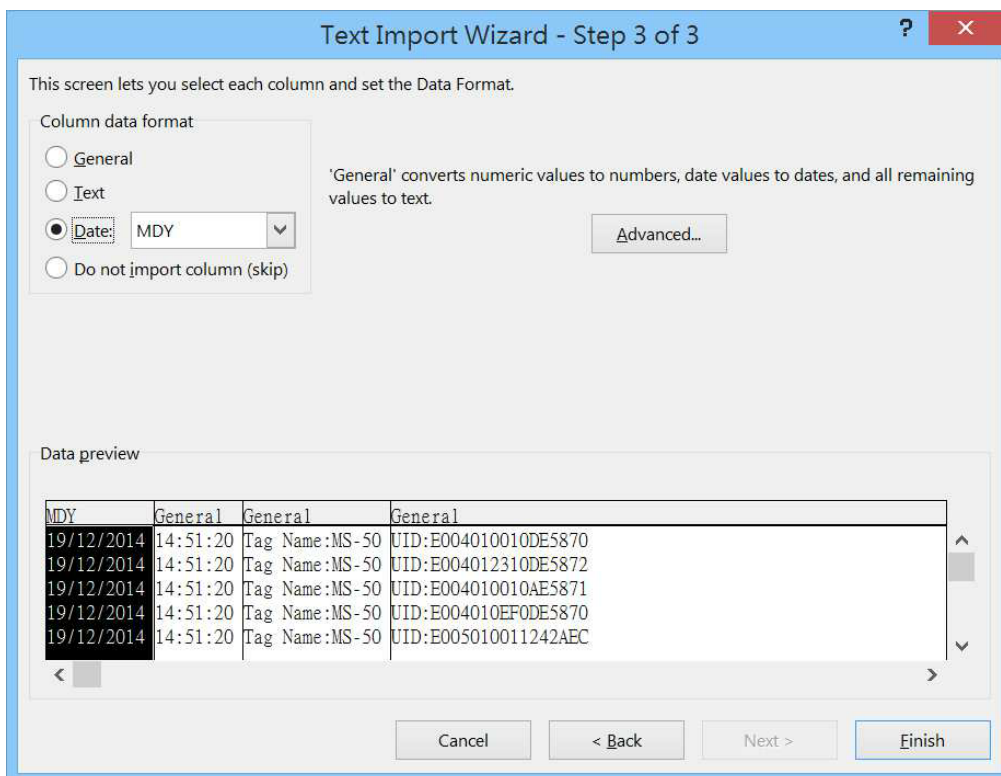 Text Import Wizard - Step 3 of 3
?
This screen lets you select each column and set the Data Format.
Column data format
General
Text
Date: MDY
Do not import column (skip)
'General' converts numeric values to numbers, date values to dates, and all remaining
values to text.
Advanced...
Data preview
MDY General General General
19/12/2014 14:51:20 Tag Name:MS-50 UID:E004010010DE5870
19/12/2014 14:51:20 Tag Name:MS-50 UID:E004012310DE5872
19/12/2014 14:51:20 Tag Name:MS-50 UID:E004010010AE5871
19/12/2014 14:51:20 Tag Name:MS-50 UID:E004010EF0DE5870
19/12/2014 14:51:20 Tag Name:MS-50 UID:E005010011242AEC
Cancel < Back Next > Finish